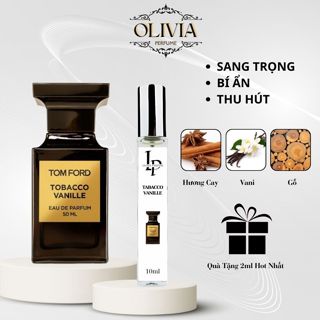 OLIVIA
PERFUME
SANG TRỌNG
BÍ ẨN
THU HÚT
TOM FORD
TOBACCO
VANILLE
EAU DE PARFUM
50 ML
LP
TOBACCO
VANILLE
10ml
Hương Cay
Vani
Gỗ
Quà Tặng 2ml Hot Nhất